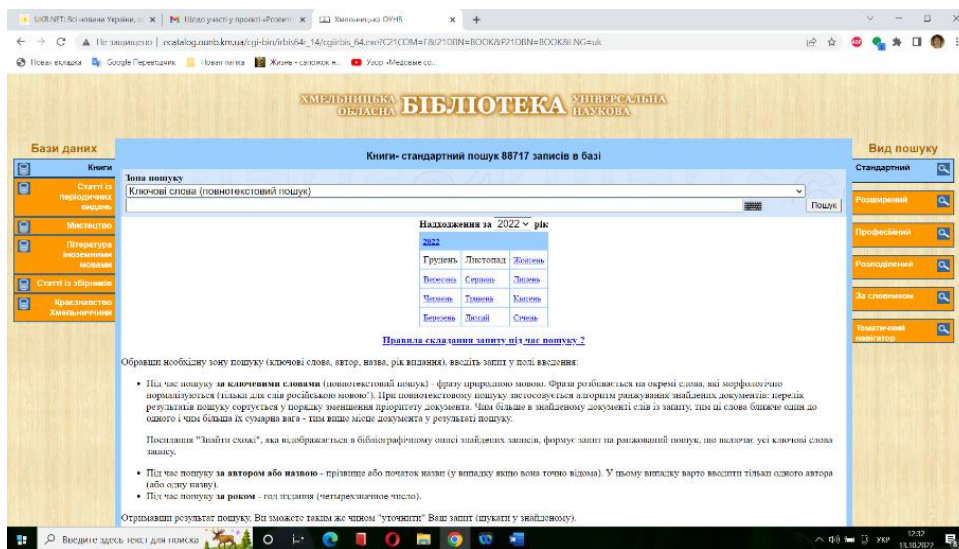 UKR.NET: Всі новини України,
Щодо участі у проєкті «Розвит
Хмельницька ОУНБ
Не защищено | ecatalog.ounb.km.ua/cgi-bin/irbis64r_14/cgiirbis_64.exe?C21COM=F&I21DBN=BOOK&P21DBN=BOOK&LNG=uk
Новая вкладка Google Переводчик Новая папка Жизнь - сапожок н... Узор «Медовые со...
ХМЕЛЬНИЦЬКА ОБЛАСНА БІБЛІОТЕКА УНІВЕРСАЛЬНА НАУКОВА
Бази даних
Книги
Статті із періодичних видань
Мистецтво
Література іноземними мовами
Статті із збірників
Краєзнавство Хмельниччини
Книги- стандартний пошук 88717 записів в базі
Зона пошуку
Ключові слова (повнотекстовий пошук)
Пошук
Надходження за 2022 рік
2022
Грудень Листопад Жовтень
Вересень Серпень Липень
Червень Травень Квітень
Березень Лютий Січень
Правила складання запиту під час пошуку ?
Обравши необхідну зону пошуку (ключові слова, автор, назва, рік видання), введіть запит у полі введення:
Під час пошуку за ключевими словами (повнотекстовий пошук) - фразу природною мовою. Фраза розбивається на окремі слова, які морфологічно
нормалізуються (тільки для слів російською мовою!). При повнотекстовому пошуку застосовується алгоритм ранжування знайдених документів: перелік
результатів пошуку сортується у порядку зменшення пріоритету документа. Чим більше в знайденому документі слів із запиту, тим ці слова ближче один до
одного і чим більша їх сумарна вага - тим вище місце документа у результаті пошуку.
Посилання "Знайти схожі", яка відображається в бібліографічному описі знайдених записів, формує запит на ранжований пошук, що включає усі ключові слова
запису.
Під час пошуку за автором або назвою - прізвище або початок назви (у випадку якщо вона точно відома). У цьому випадку варто вводити тільки одного автора
(або одну назву).
Під час пошуку за роком - год издания (четырехзначное число).
Отримавши результат пошуку, Ви зможете таким же чином "уточнити" Ваш запит (шукати у знайденому).
Вид пошуку
Стандартний
Розширений
Професійний
Розподілений
За словником
Тематичний навігатор
Введите здесь текст для поиска
УКР
12:32
13.10.2022